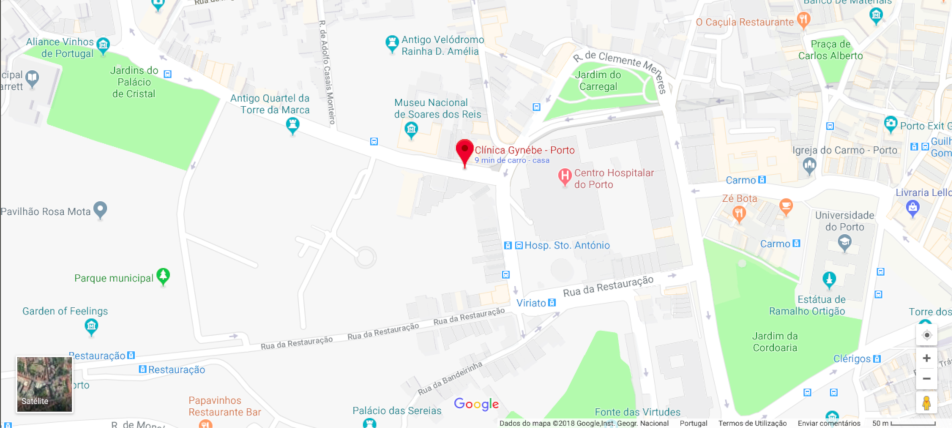 Rua da
Banco de Materiais
O Caçula Restaurante
Aliance Vinhos
de Portugal
R. de Adolfo Casais Monteiro
Antigo Velódromo
Rainha D. Amélia
R. de Clemente Meneres
Praça de
Carlos Alberto
Jardins do
Palácio
de Cristal
Jardim do
Carregal
Antigo Quartel da
Torre da Marca
Museu Nacional
de Soares dos Reis
Porto Exit
Clínica Gynébe - Porto
9 min de carro - casa
Igreja do Carmo - Porto
Centro Hospitalar
do Porto
Carmo
Livraria Lello
Zé Bota
Pavilhão Rosa Mota
Universidade
do Porto
Hosp. Sto. António
Carmo
Parque municipal
Rua da Restauração
Viriato
Estátua de
Ramalho Ortigão
Garden of Feelings
Rua da Restauração
Torre dos
Rua da Restauração
Rua da Restauração
Jardim da
Cordoaria
Restauração
Restauração
Clérigos
Rua da Bandeirinha
Satélite
Papavinhos
Restaurante Bar
Google
Palácio das Sereias
Fonte das Virtudes
Dados do mapa ©2018 Google,Inst. Geogr. Nacional Portugal Termos de Utilização Enviar comentários 50 m